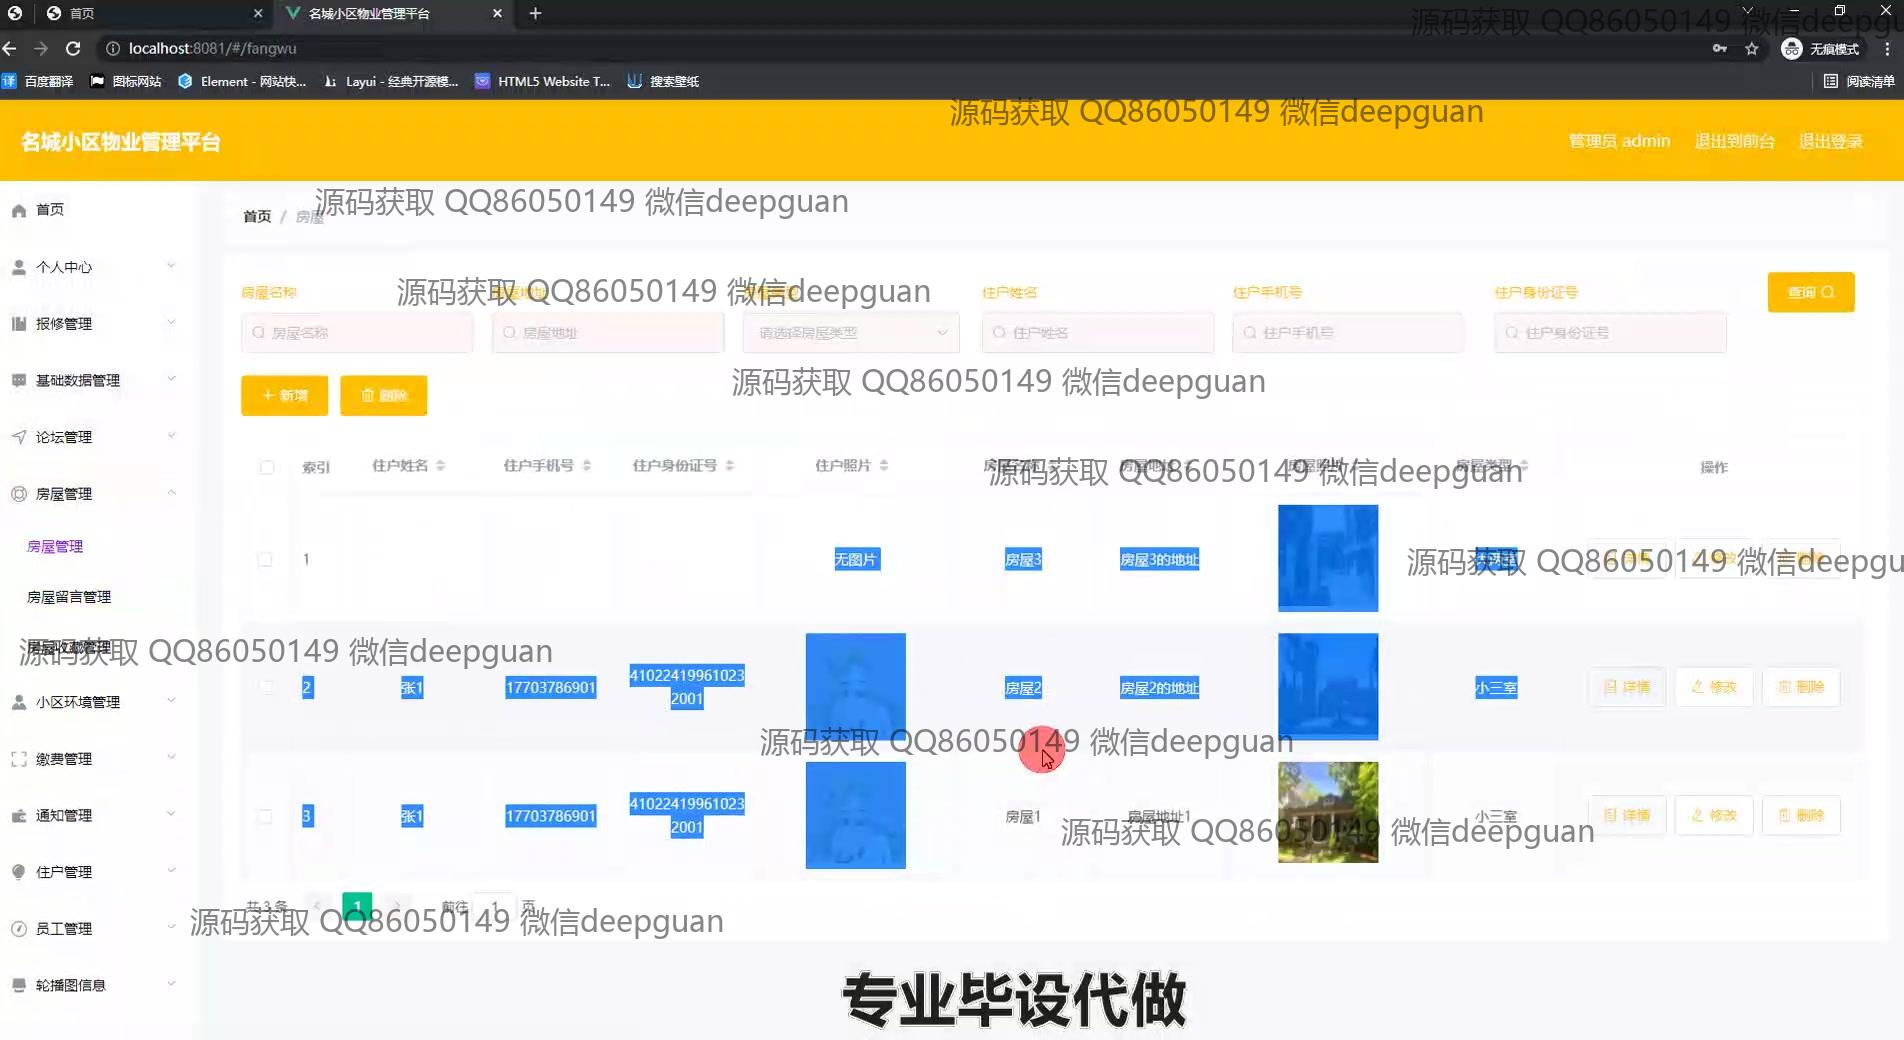 首页
名城小区物业管理平台
源码获取 QQ86050149 微信deepgu
localhost:8081/#/fangwu
无痕模式
百度翻译
图标网站
Element - 网站快...
Layui - 经典开源模...
HTML5 Website T...
搜索壁纸
阅读清单
源码获取 QQ86050149 微信deepguan
名城小区物业管理平台
管理员 admin
退出到前台
退出登录
首页
源码获取 QQ86050149 微信deepguan
首页 / 房屋
个人中心
报修管理
基础数据管理
论坛管理
房屋管理
房屋管理
房屋留言管理
房屋收藏管理
小区环境管理
缴费管理
通知管理
住户管理
员工管理
轮播图信息
源码获取 QQ86050149 微信deepguan
房屋名称
房屋地址
住户姓名
住户手机号
住户身份证号
查询
房屋名称
房屋地址
请选择房屋类型
住户姓名
住户手机号
住户身份证号
源码获取 QQ86050149 微信deepguan
新增
删除
索引
住户姓名
住户手机号
住户身份证号
住户照片
房屋名称
房屋地址
房屋类型
操作
源码获取 QQ86050149 微信deepguan
1
无图片
房屋3
房屋3的地址
源码获取 QQ86050149 微信deepgu
源码获取 QQ86050149 微信deepguan
2
张1
17703786901
41022419961023
2001
房屋2
房屋2的地址
小三室
详情
修改
删除
源码获取 QQ86050149 微信deepguan
3
张1
17703786901
41022419961023
2001
房屋1
房屋地址1
小三室
详情
修改
删除
源码获取 QQ86050149 微信deepguan
共 3 条
1
前往
1
页
源码获取 QQ86050149 微信deepguan
专业毕设代做